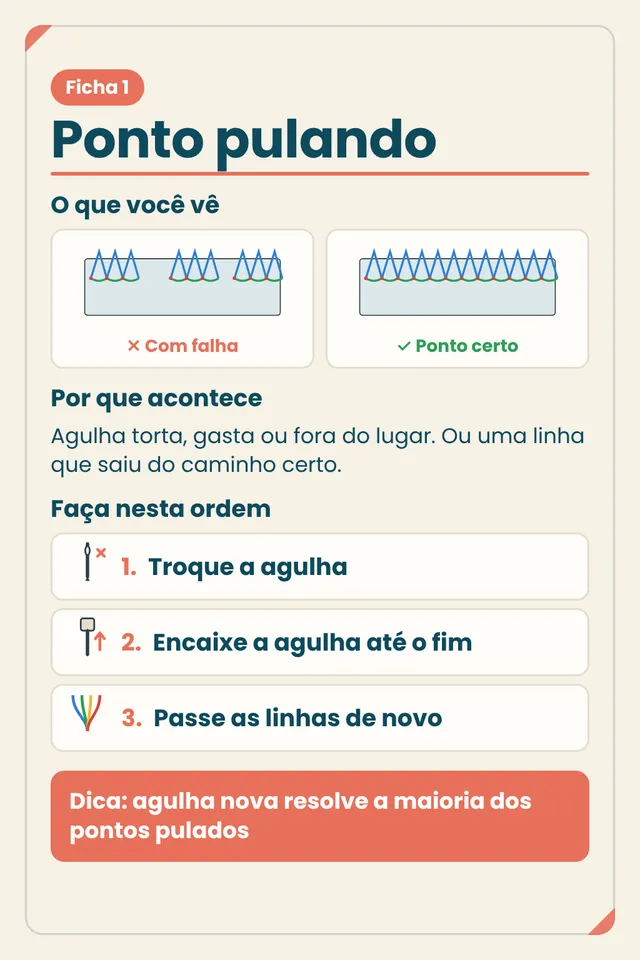 Ficha 1
Ponto pulando
O que você vê
✕ Com falha
✓ Ponto certo
Por que acontece
Agulha torta, gasta ou fora do lugar. Ou uma linha
que saiu do caminho certo.
Faça nesta ordem
1. Troque a agulha
2. Encaixe a agulha até o fim
3. Passe as linhas de novo
Dica: agulha nova resolve a maioria dos
pontos pulados